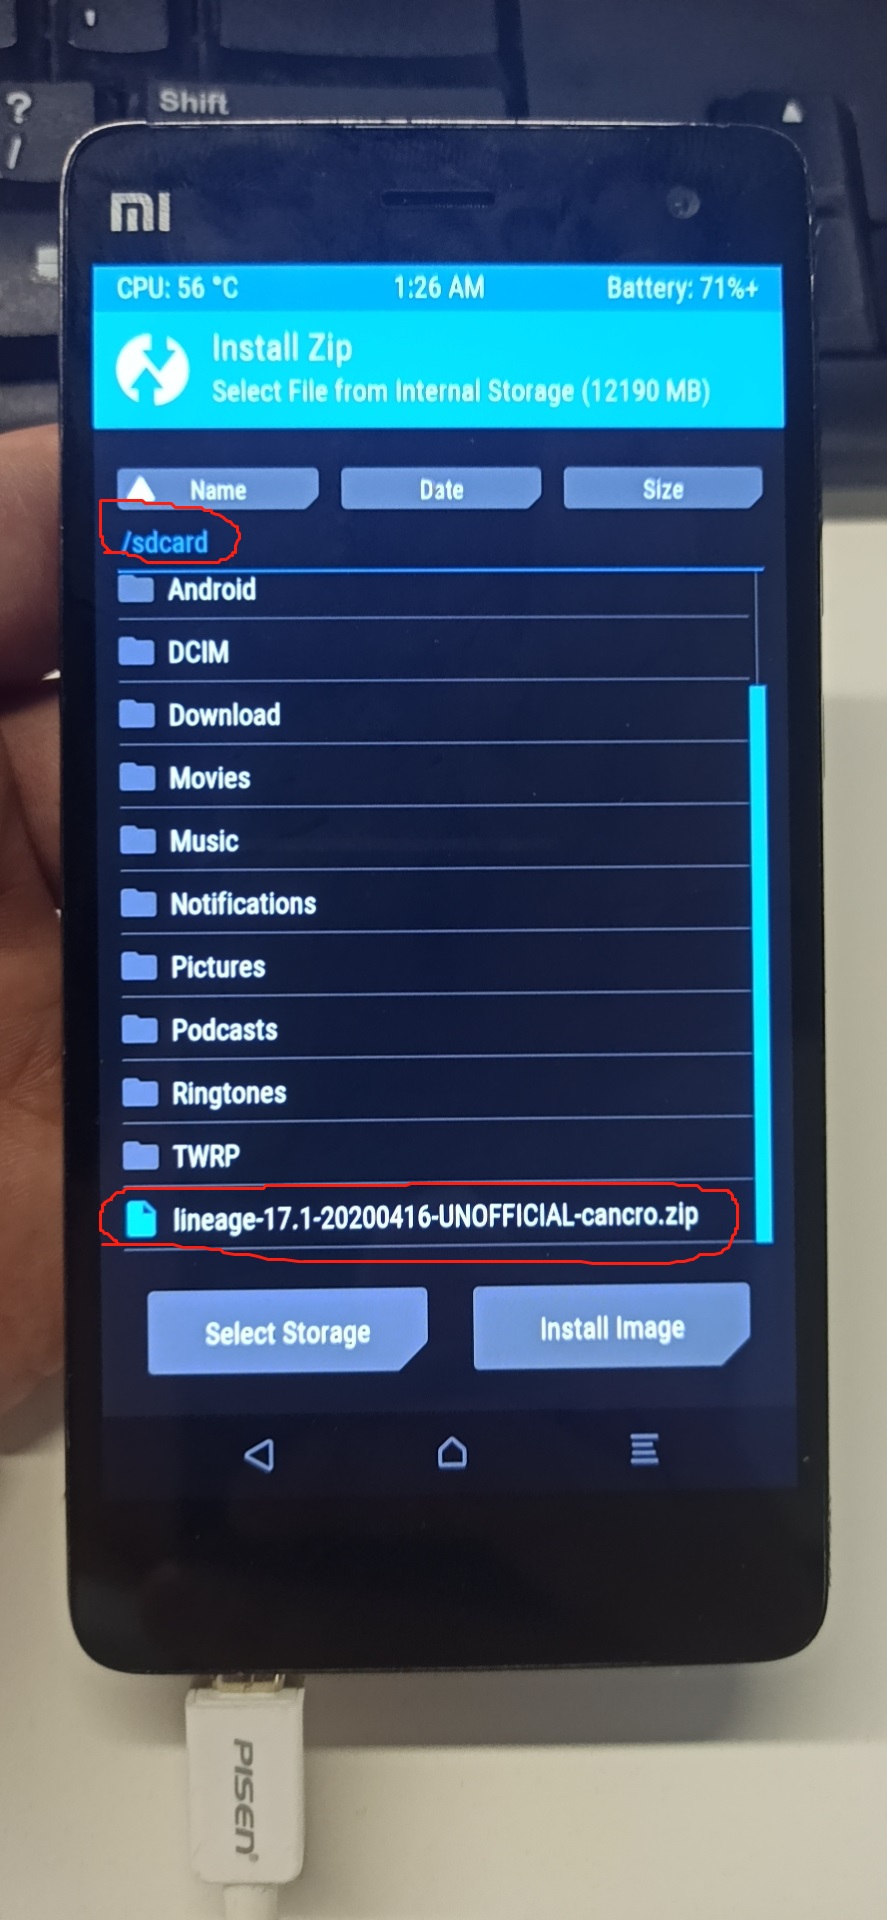 ?
/
Shift
mi
CPU: 56 °C 1:26 AM Battery: 71%+
Install Zip
Select File from Internal Storage (12190 MB)
Name Date Size
/sdcard
Android
DCIM
Download
Movies
Music
Notifications
Pictures
Podcasts
Ringtones
TWRP
lineage-17.1-20200416-UNOFFICIAL-cancro.zip
Select Storage Install Image
PISEN